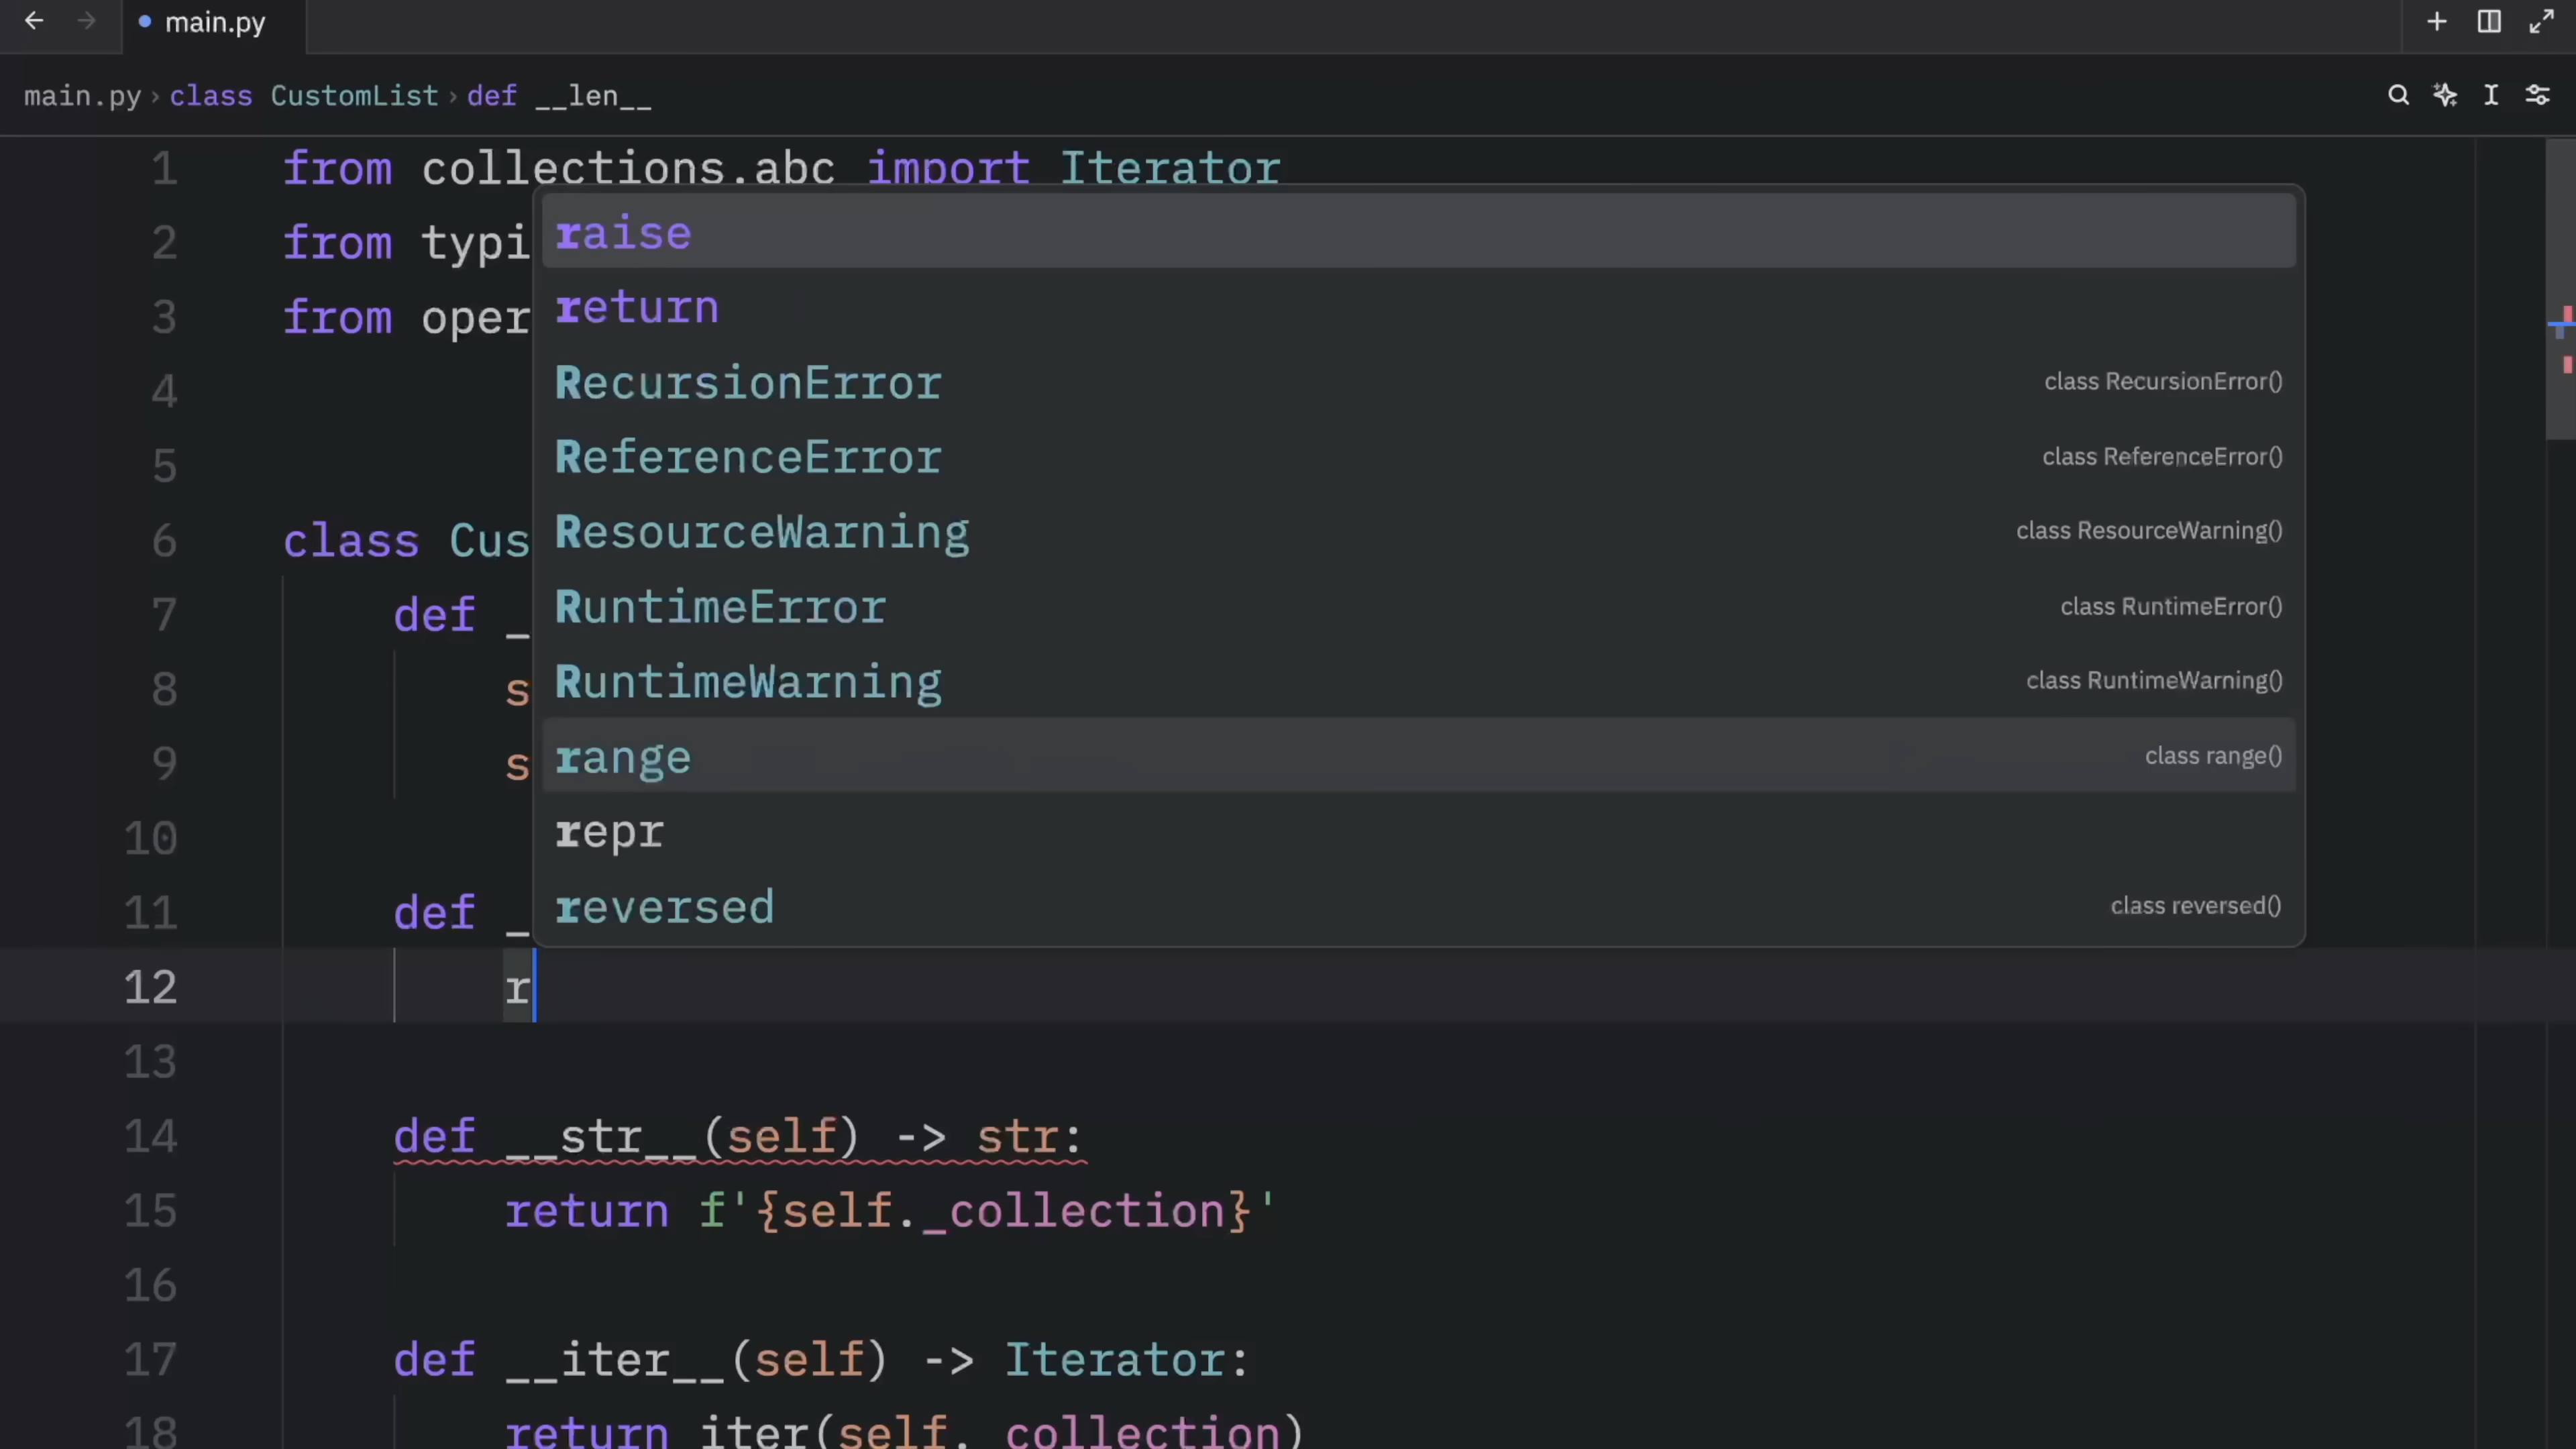 main.py
main.py › class CustomList › def __len__
1 from collections.abc import Iterator
2 from typi
3 from oper
4
5
6 class Cus
7 def _
8 s
9 s
10
11 def _
raise
return
RecursionError class RecursionError()
ReferenceError class ReferenceError()
ResourceWarning class ResourceWarning()
RuntimeError class RuntimeError()
RuntimeWarning class RuntimeWarning()
range class range()
repr
reversed class reversed()
12 r
13
14 def __str__(self) -> str:
15 return f'{self._collection}'
16
17 def __iter__(self) -> Iterator:
18 return iter(self._collection)